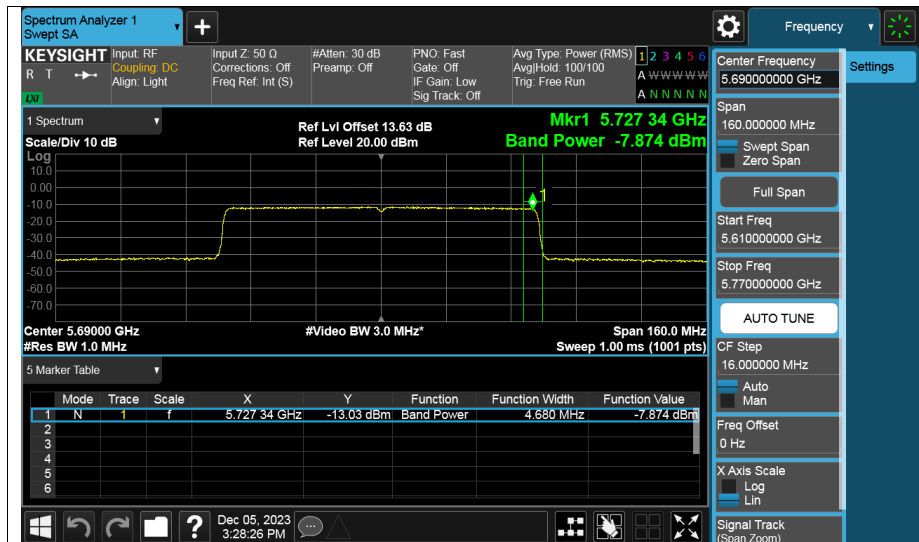 Spectrum Analyzer 1
Swept SA
+
Frequency
KEYSIGHT
R T
LXI
Input: RF
Coupling: DC
Align: Light
Input Z: 50 Ω
Corrections: Off
Freq Ref: Int (S)
#Atten: 30 dB
Preamp: Off
PNO: Fast
Gate: Off
IF Gain: Low
Sig Track: Off
Avg Type: Power (RMS)
Avg|Hold: 100/100
Trig: Free Run
1 2 3 4 5 6
A W W W W W
A N N N N N
1 Spectrum
Scale/Div 10 dB
Ref Lvl Offset 13.63 dB
Ref Level 20.00 dBm
Mkr1 5.727 34 GHz
Band Power -7.874 dBm
Log
10.0
0.00
-10.0
-20.0
-30.0
-40.0
-50.0
-60.0
-70.0
1
Center 5.69000 GHz
#Res BW 1.0 MHz
#Video BW 3.0 MHz*
Span 160.0 MHz
Sweep 1.00 ms (1001 pts)
5 Marker Table
Mode Trace Scale X Y Function Function Width Function Value
1 N 1 f 5.727 34 GHz -13.03 dBm Band Power 4.680 MHz -7.874 dBm
2
3
4
5
6
?
Dec 05, 2023
3:28:26 PM
Center Frequency
5.690000000 GHz
Span
160.000000 MHz
Swept Span
Zero Span
Full Span
Start Freq
5.610000000 GHz
Stop Freq
5.770000000 GHz
AUTO TUNE
CF Step
16.000000 MHz
Auto
Man
Freq Offset
0 Hz
X Axis Scale
Log
Lin
Signal Track
(Span Zoom)
Settings